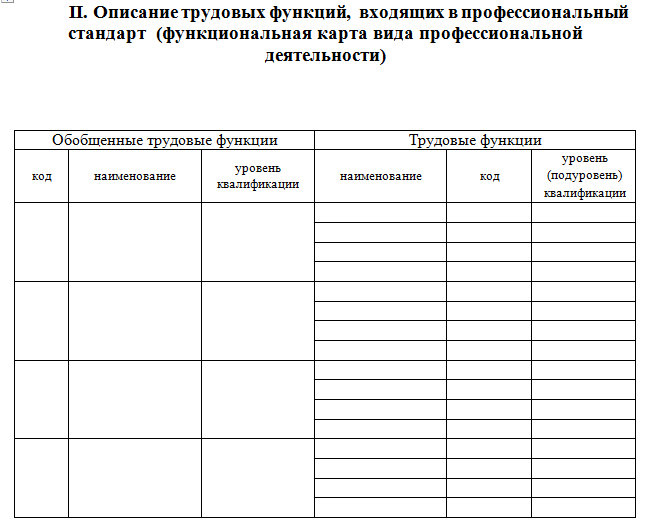 II. Описание трудовых функций, входящих в профессиональный
стандарт (функциональная карта вида профессиональной
деятельности)
Обобщенные трудовые функции
Трудовые функции
код
наименование
уровень
квалификации
наименование
код
уровень
(подуровень)
квалификации